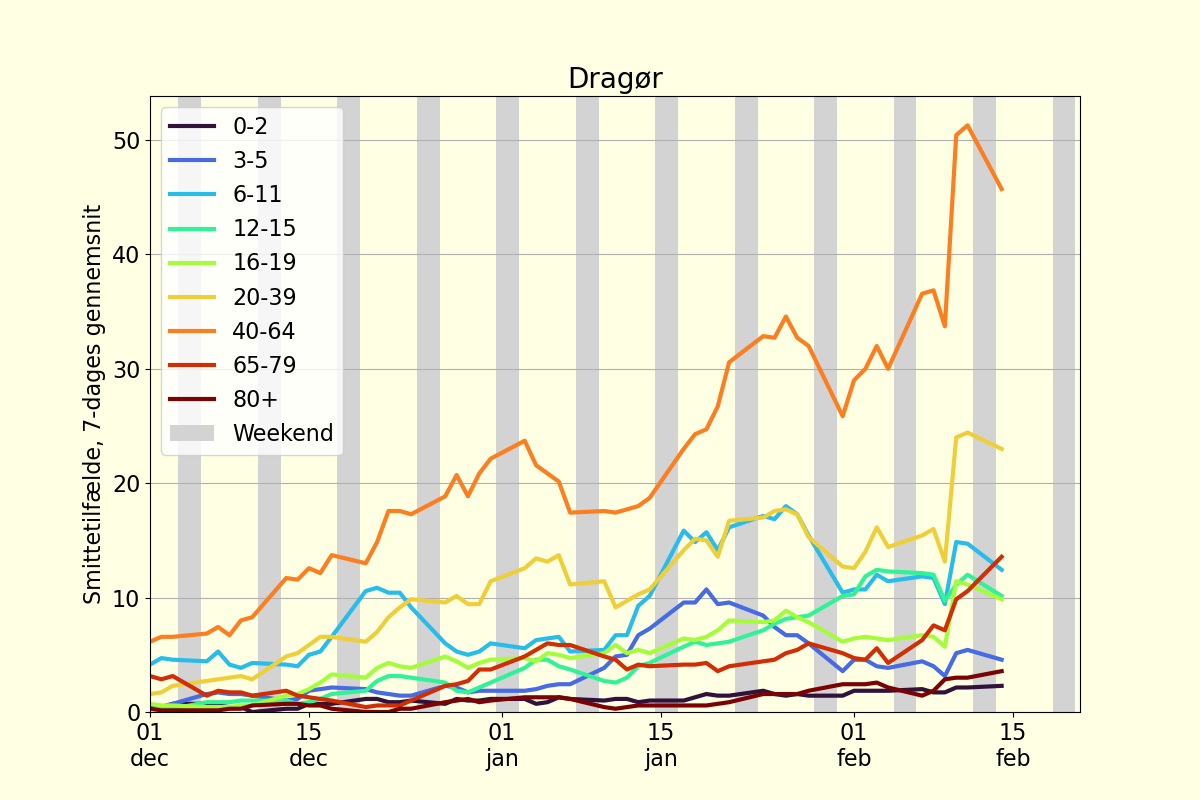 Dragør
Smittetilfælde, 7-dages gennemsnit
50
40
30
20
10
0
0-2
3-5
6-11
12-15
16-19
20-39
40-64
65-79
80+
Weekend
01 dec
15 dec
01 jan
15 jan
01 feb
15 feb